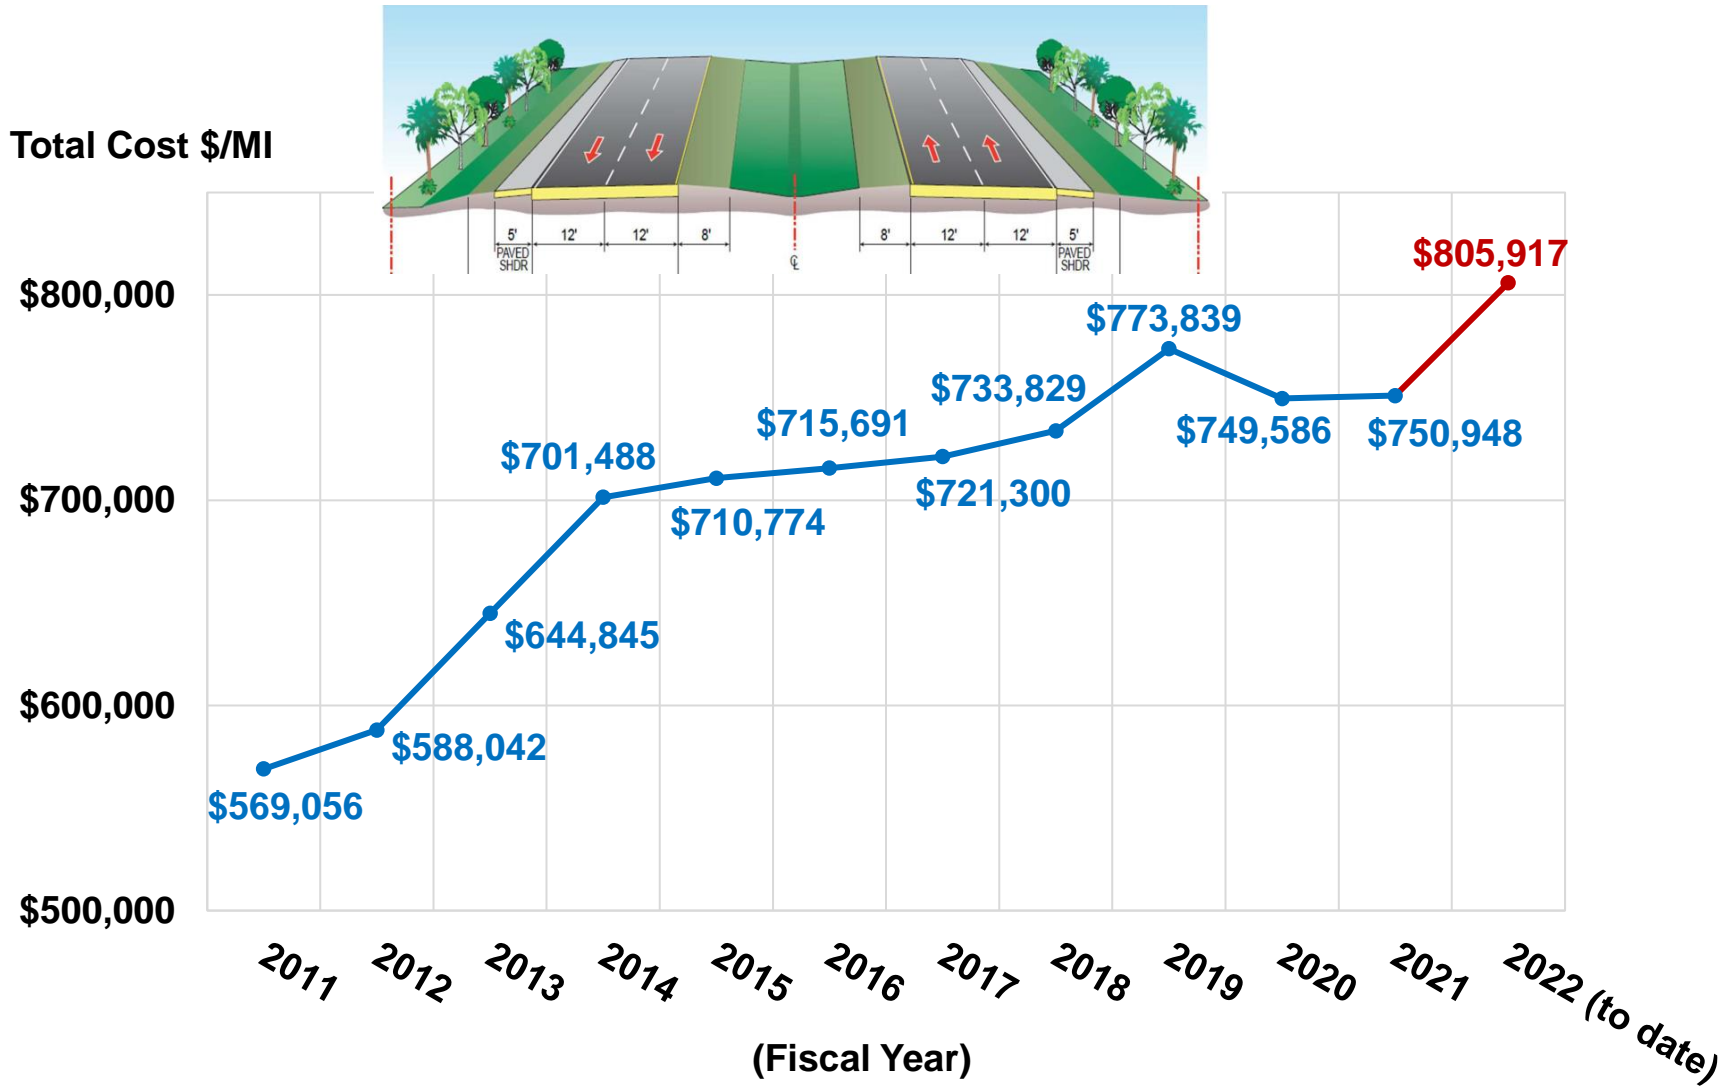 Total Cost $/MI
5' 12' 12' 8' 8' 12' 12' 5'
PAVED PAVED
SHDR SHDR
℄
$805,917
$800,000
$773,839
$733,829
$715,691
$749,586
$750,948
$701,488
$721,300
$700,000
$710,774
$644,845
$600,000
$588,042
$569,056
$500,000
2011 2012 2013 2014 2015 2016 2017 2018 2019 2020 2021 2022 (to date)
(Fiscal Year)